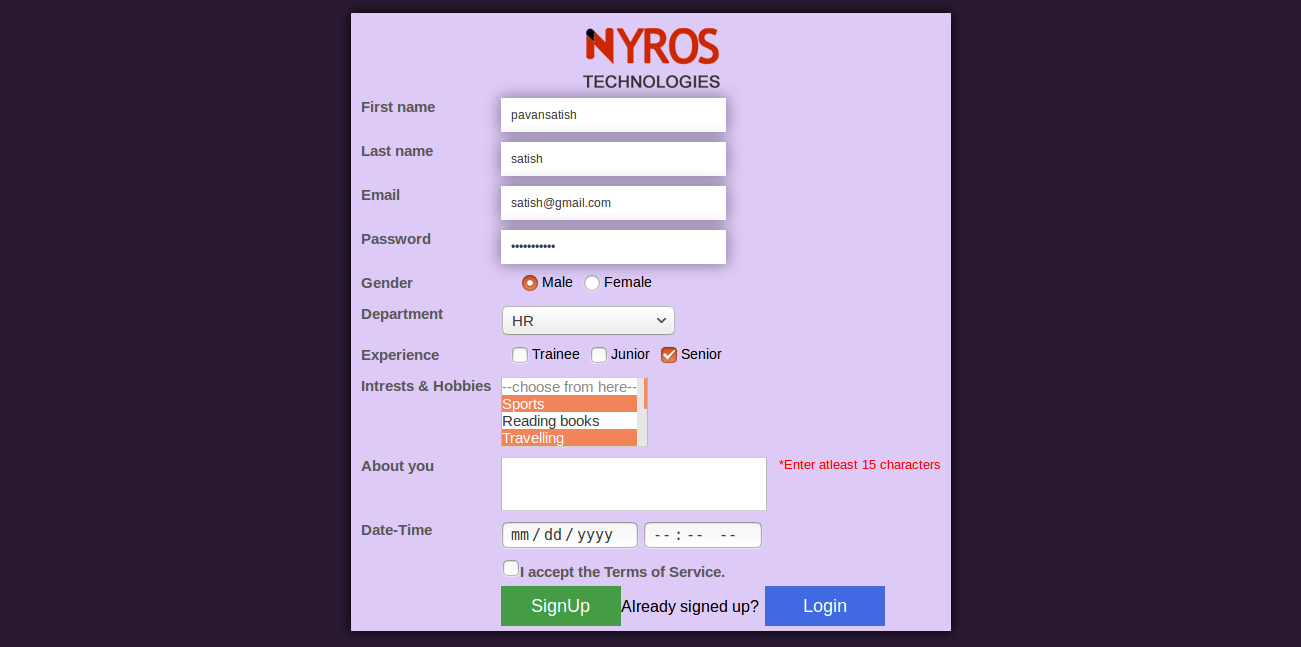 NYROS
TECHNOLOGIES
First name pavansatish
Last name satish
Email satish@gmail.com
Password •••••••••••
Gender Male Female
Department HR
Experience Trainee Junior Senior
Intrests & Hobbies --choose from here--
Sports
Reading books
Travelling
About you *Enter atleast 15 characters
Date-Time mm/dd/yyyy --:-- --
I accept the Terms of Service.
SignUp Already signed up? Login